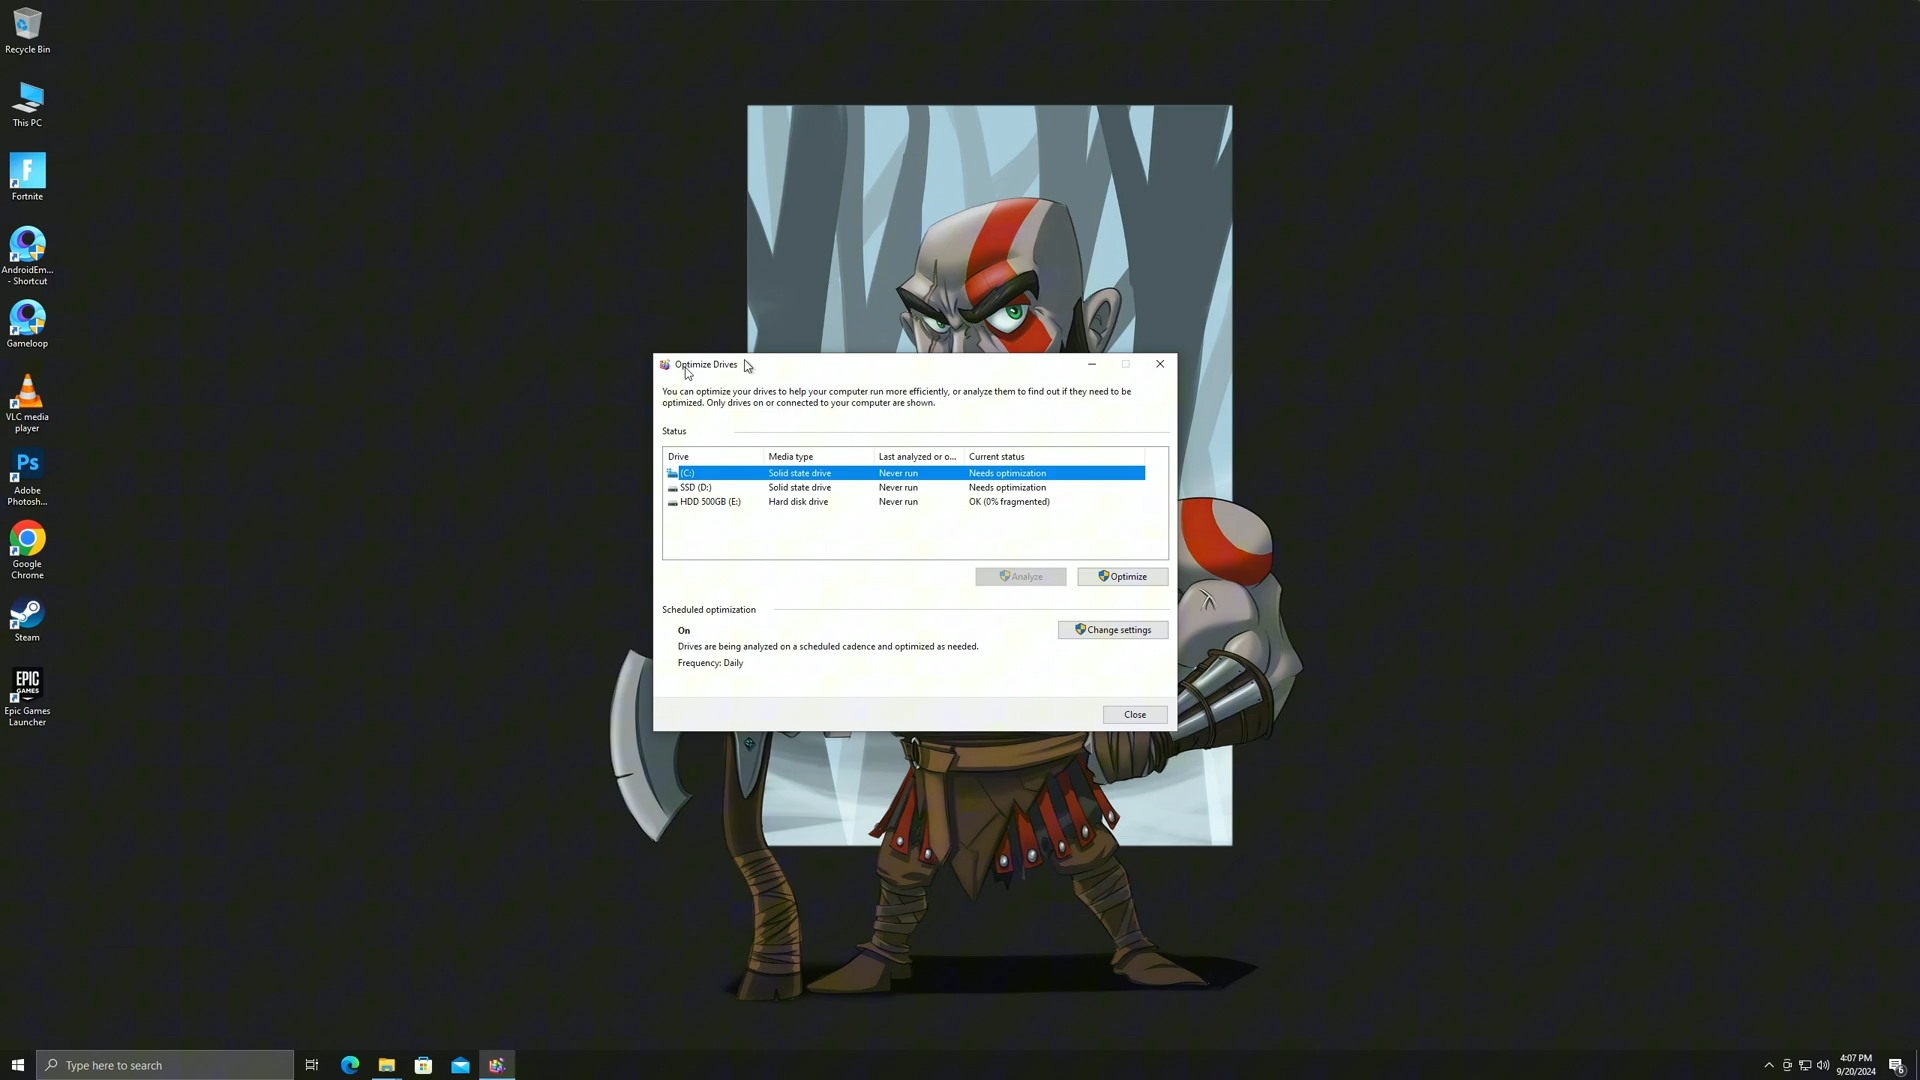 Recycle Bin
This PC
F
Fortnite
AndroidEm...
- Shortcut
Gameloop
VLC media
player
Ps
Adobe
Photosh...
Google
Chrome
Steam
EPIC
GAMES
Epic Games
Launcher
Optimize Drives
You can optimize your drives to help your computer run more efficiently, or analyze them to find out if they need to be
optimized. Only drives on or connected to your computer are shown.
Status
Drive Media type Last analyzed or o... Current status
(C:) Solid state drive Never run Needs optimization
SSD (D:) Solid state drive Never run Needs optimization
HDD 500GB (E:) Hard disk drive Never run OK (0% fragmented)
Analyze Optimize
Scheduled optimization
On Change settings
Drives are being analyzed on a scheduled cadence and optimized as needed.
Frequency: Daily
Close
Type here to search
4:07 PM
9/20/2024
6